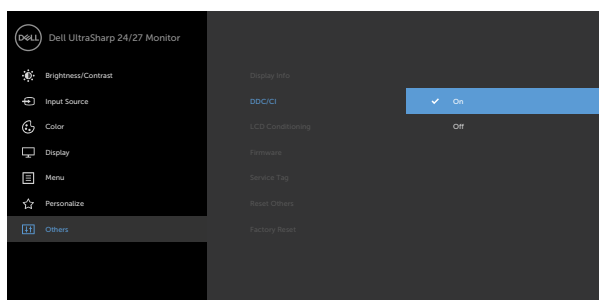 DELL
Dell UltraSharp 24/27 Monitor
Brightness/Contrast
Display Info
Input Source
DDC/CI
On
Color
LCD Conditioning
Off
Display
Firmware
Menu
Service Tag
Personalize
Reset Others
Others
Factory Reset